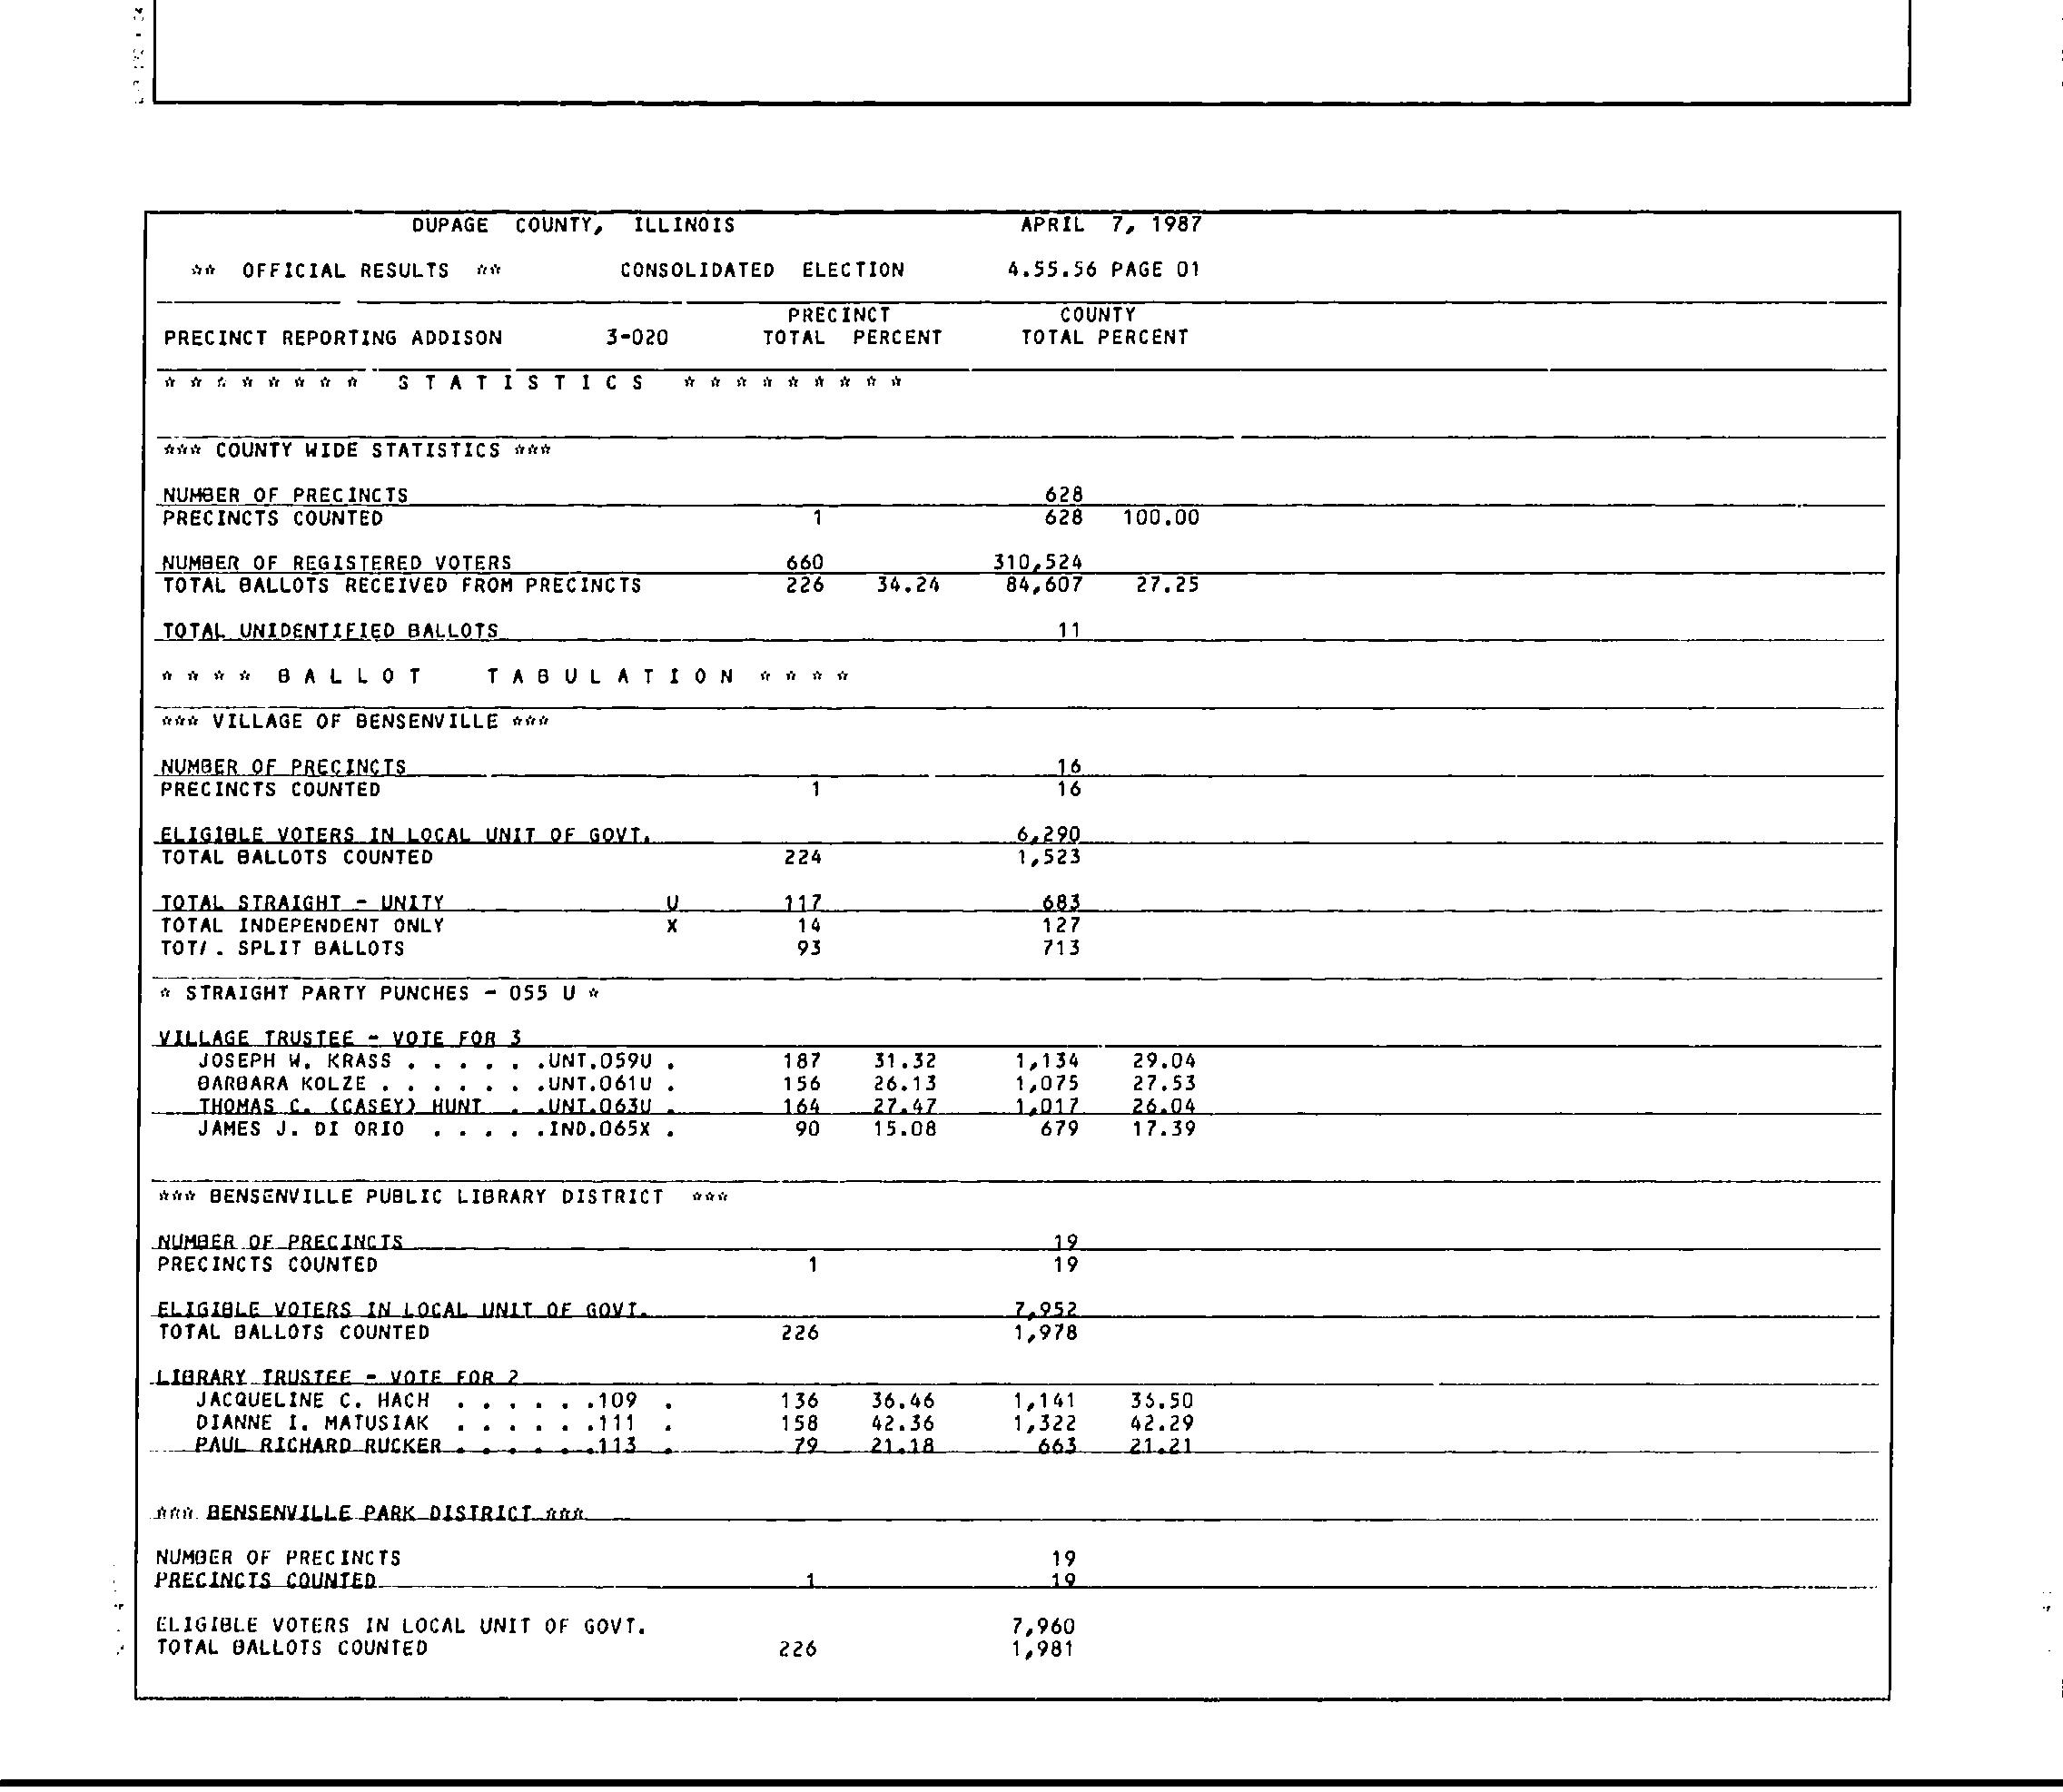 DUPAGE COUNTY, ILLINOIS APRIL 7, 1987
** OFFICIAL RESULTS ** CONSOLIDATED ELECTION 4.55.56 PAGE 01
PRECINCT COUNTY
PRECINCT REPORTING ADDISON 3-020 TOTAL PERCENT TOTAL PERCENT
* * * * * * * * S T A T I S T I C S * * * * * * * * *
*** COUNTY WIDE STATISTICS ***
NUMBER OF PRECINCTS 628
PRECINCTS COUNTED 1 628 100.00
NUMBER OF REGISTERED VOTERS 660 310,524
TOTAL BALLOTS RECEIVED FROM PRECINCTS 226 34.24 84,607 27.25
TOTAL UNIDENTIFIED BALLOTS 11
* * * * B A L L O T T A B U L A T I O N * * * *
*** VILLAGE OF BENSENVILLE ***
NUMBER OF PRECINCTS 16
PRECINCTS COUNTED 1 16
ELIGIBLE VOTERS IN LOCAL UNIT OF GOVT. 6,290
TOTAL BALLOTS COUNTED 224 1,523
TOTAL STRAIGHT - UNITY U 117 683
TOTAL INDEPENDENT ONLY X 14 127
SPLIT BALLOTS 93 713
* STRAIGHT PARTY PUNCHES - 055 U *
VILLAGE TRUSTEE - VOTE FOR 3
JOSEPH W. KRASS . . . . . .UNT.059U . 187 31.32 1,134 29.04
BARBARA KOLZE . . . . . . .UNT.061U . 156 26.13 1,075 27.53
THOMAS C. (CASEY) HUNT . .UNT.063U . 164 27.47 1,017 26.04
JAMES J. DI ORIO . . . . .IND.065X . 90 15.08 679 17.39
*** BENSENVILLE PUBLIC LIBRARY DISTRICT ***
NUMBER OF PRECINCTS 19
PRECINCTS COUNTED 1 19
ELIGIBLE VOTERS IN LOCAL UNIT OF GOVT. 7,952
TOTAL BALLOTS COUNTED 226 1,978
LIBRARY TRUSTEE - VOTE FOR 2
JACQUELINE C. HACH . . . . . .109 . 136 36.46 1,141 36.50
DIANNE I. MATUSIAK . . . . . .111 . 158 42.36 1,322 42.29
PAUL RICHARD RUCKER . . . . . .113 . 79 21.18 663 21.21
*** BENSENVILLE PARK DISTRICT ***
NUMBER OF PRECINCTS 19
PRECINCTS COUNTED 1 19
ELIGIBLE VOTERS IN LOCAL UNIT OF GOVT. 7,960
TOTAL BALLOTS COUNTED 226 1,981